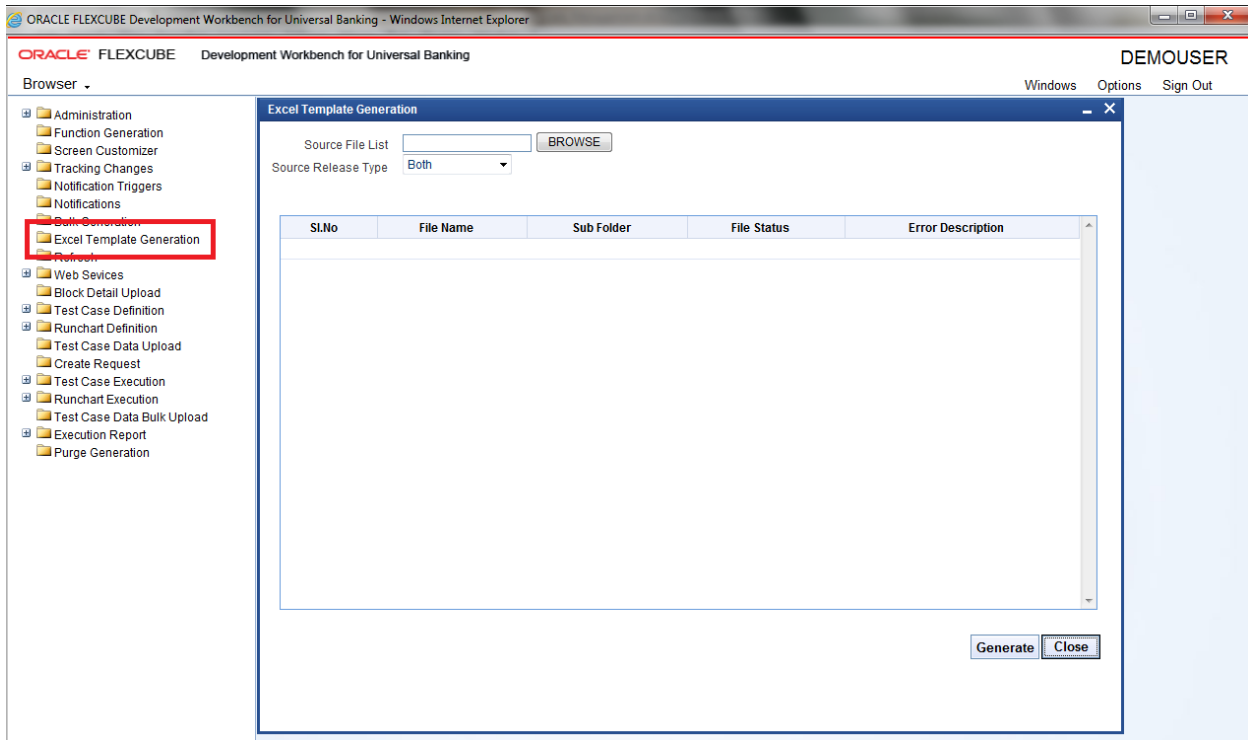 ORACLE FLEXCUBE Development Workbench for Universal Banking - Windows Internet Explorer
ORACLE FLEXCUBE Development Workbench for Universal Banking
DEMOUSER
Browser
Windows Options Sign Out
Administration
Function Generation
Screen Customizer
Tracking Changes
Notification Triggers
Notifications
Bulk Generation
Excel Template Generation
Refresh
Web Sevices
Block Detail Upload
Test Case Definition
Runchart Definition
Test Case Data Upload
Create Request
Test Case Execution
Runchart Execution
Test Case Data Bulk Upload
Execution Report
Purge Generation
Excel Template Generation
Source File List BROWSE
Source Release Type Both
Sl.No File Name Sub Folder File Status Error Description
Generate Close